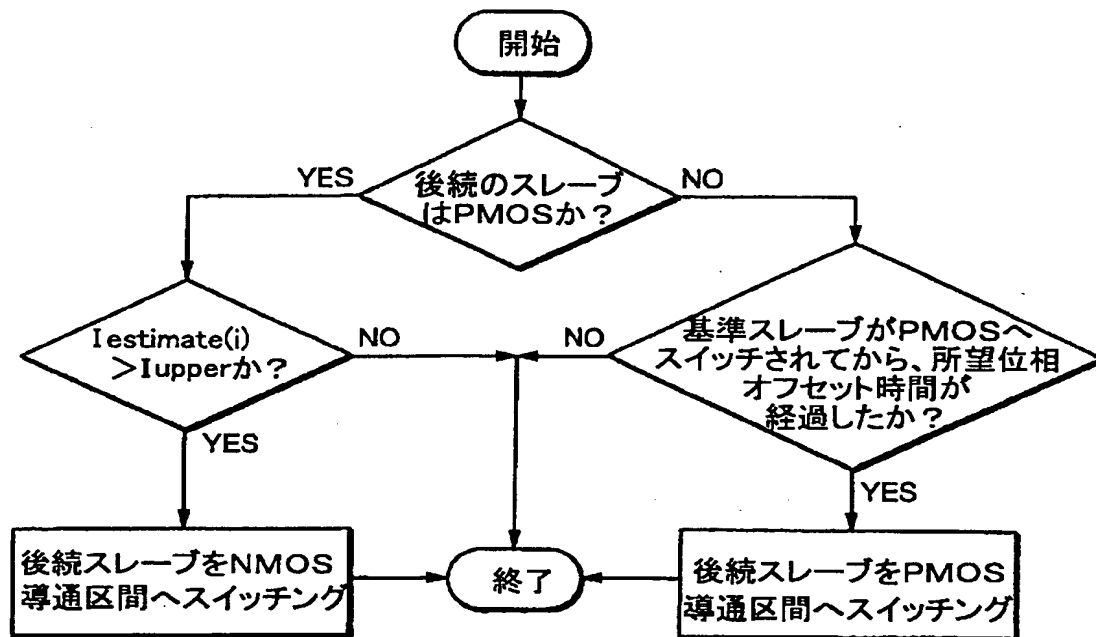 開始
YES
NO
後続のスレーブ
はPMOSか？
Iestimate(i)
＞Iupperか？
NO
NO
基準スレーブがPMOSへ
スイッチされてから、所望位相
オフセット時間が
経過したか？
YES
YES
後続スレーブをNMOS
導通区間へスイッチング
終了
後続スレーブをPMOS
導通区間へスイッチング